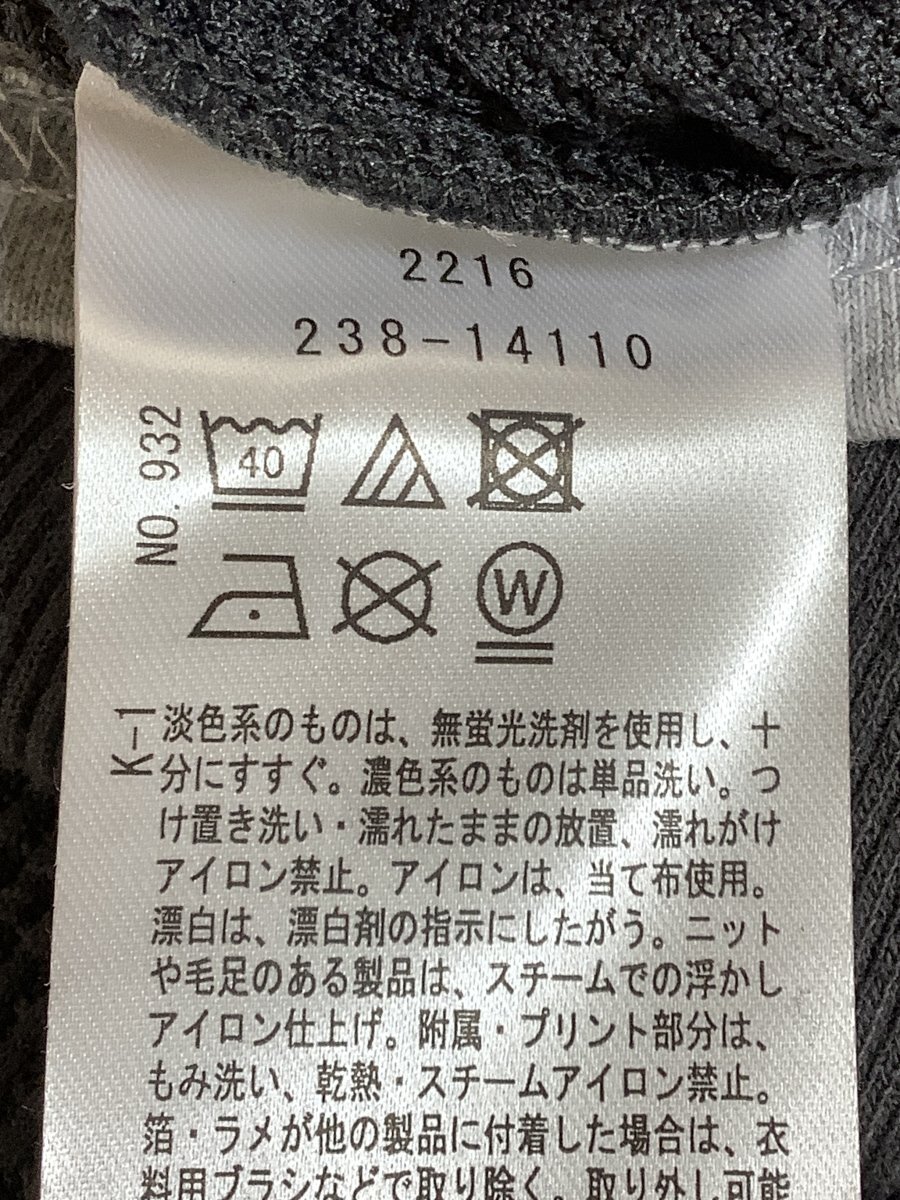 2216
238-14110
NO. 932
40
W
K-1
淡色系のものは、無蛍光洗剤を使用し、十
分にすすぐ。濃色系のものは単品洗い。つ
け置き洗い・濡れたままの放置、濡れがけ
アイロン禁止。アイロンは、当て布使用。
漂白は、漂白剤の指示にしたがう。ニット
や毛足のある製品は、スチームでの浮かし
アイロン仕上げ。附属・プリント部分は、
もみ洗い、乾熱・スチームアイロン禁止。
箔・ラメが他の製品に付着した場合は、衣
料用ブラシなどで取り除く。取り外し可能